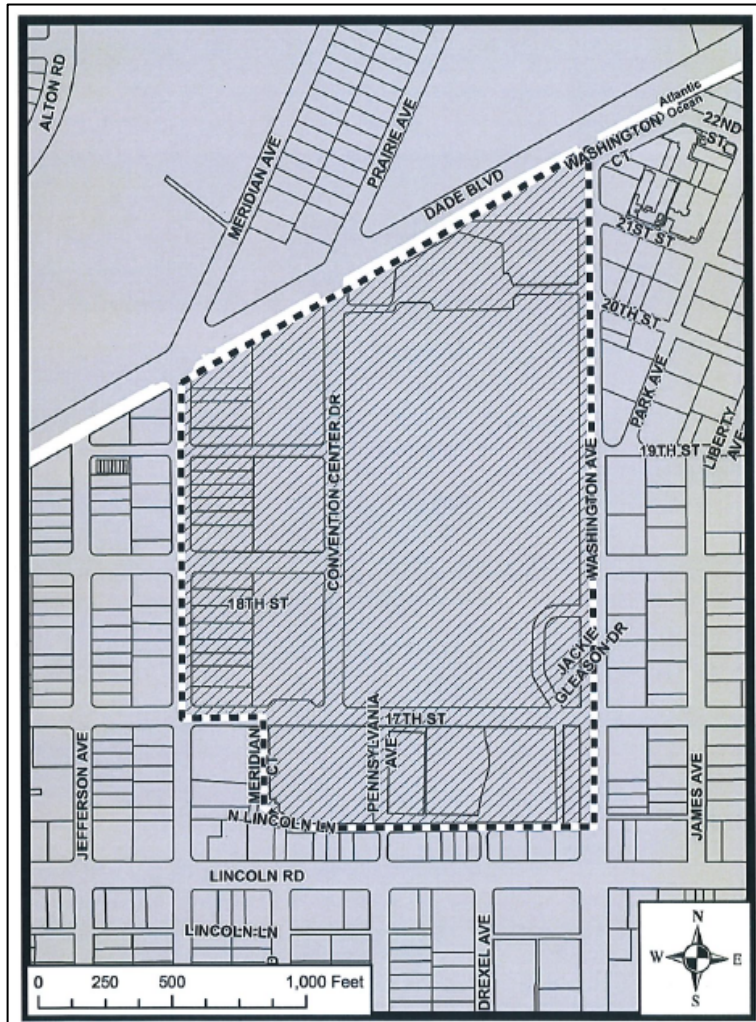 ALTON RD
MERIDIAN AVE
PRAIRIE AVE
DADE BLVD
Atlantic
Ocean
WASHINGTON
CT
22ND
ST
21ST ST
20TH ST
PARK AVE
LIBERTY
AVE
19TH ST
CONVENTION CENTER DR
WASHINGTON AVE
18TH ST
JACKIE
GLEASON DR
17TH ST
PENNSYLVANIA
AVE
MERIDIAN
CT
N LINCOLN LN
JEFFERSON AVE
JAMES AVE
LINCOLN RD
LINCOLN LN
DREXEL AVE
N
W E
S
0 250 500 1,000 Feet